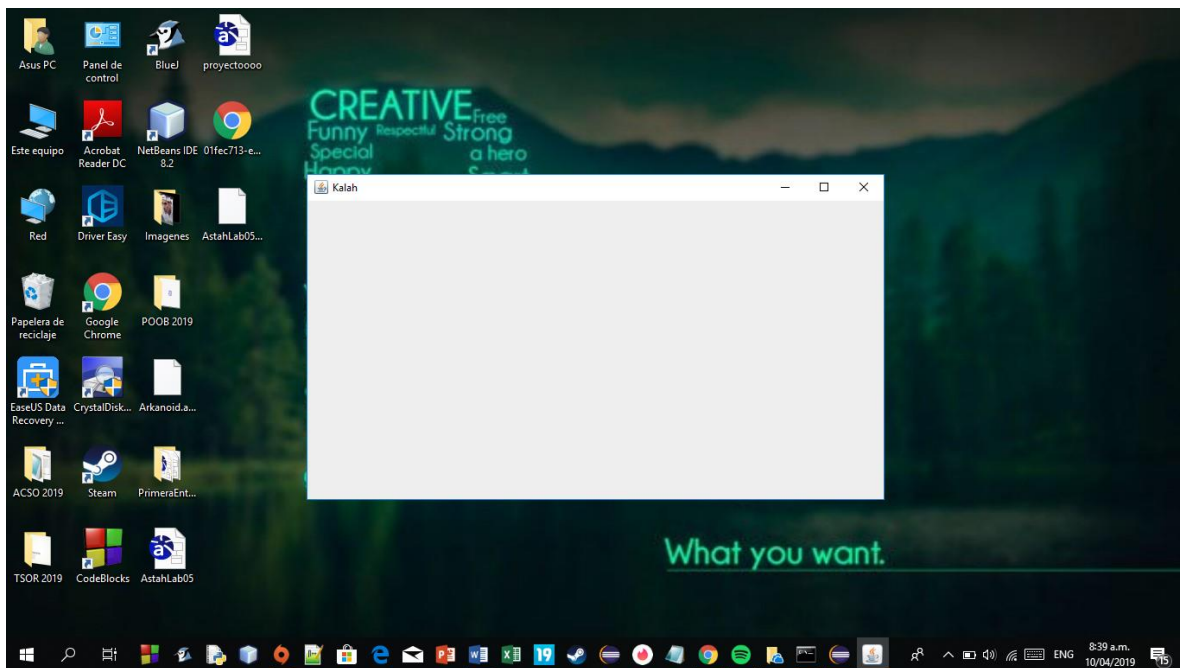 Asus PC
Panel de
control
BlueJ
proyectoooo
Este equipo
Acrobat
Reader DC
NetBeans IDE
8.2
01fec713-e...
Red
Driver Easy
Imagenes
AstahLab05...
Papelera de
reciclaje
Google
Chrome
POOB 2019
EaseUS Data
Recovery ...
CrystalDisk...
Arkanoid.a...
ACSO 2019
Steam
PrimeraEnt...
TSOR 2019
CodeBlocks
AstahLab05
CREATIVE Free
Funny Respectful Strong
Special a hero
Happy Smart
Kalah
What you want.
19
ENG
8:39 a.m.
10/04/2019
15